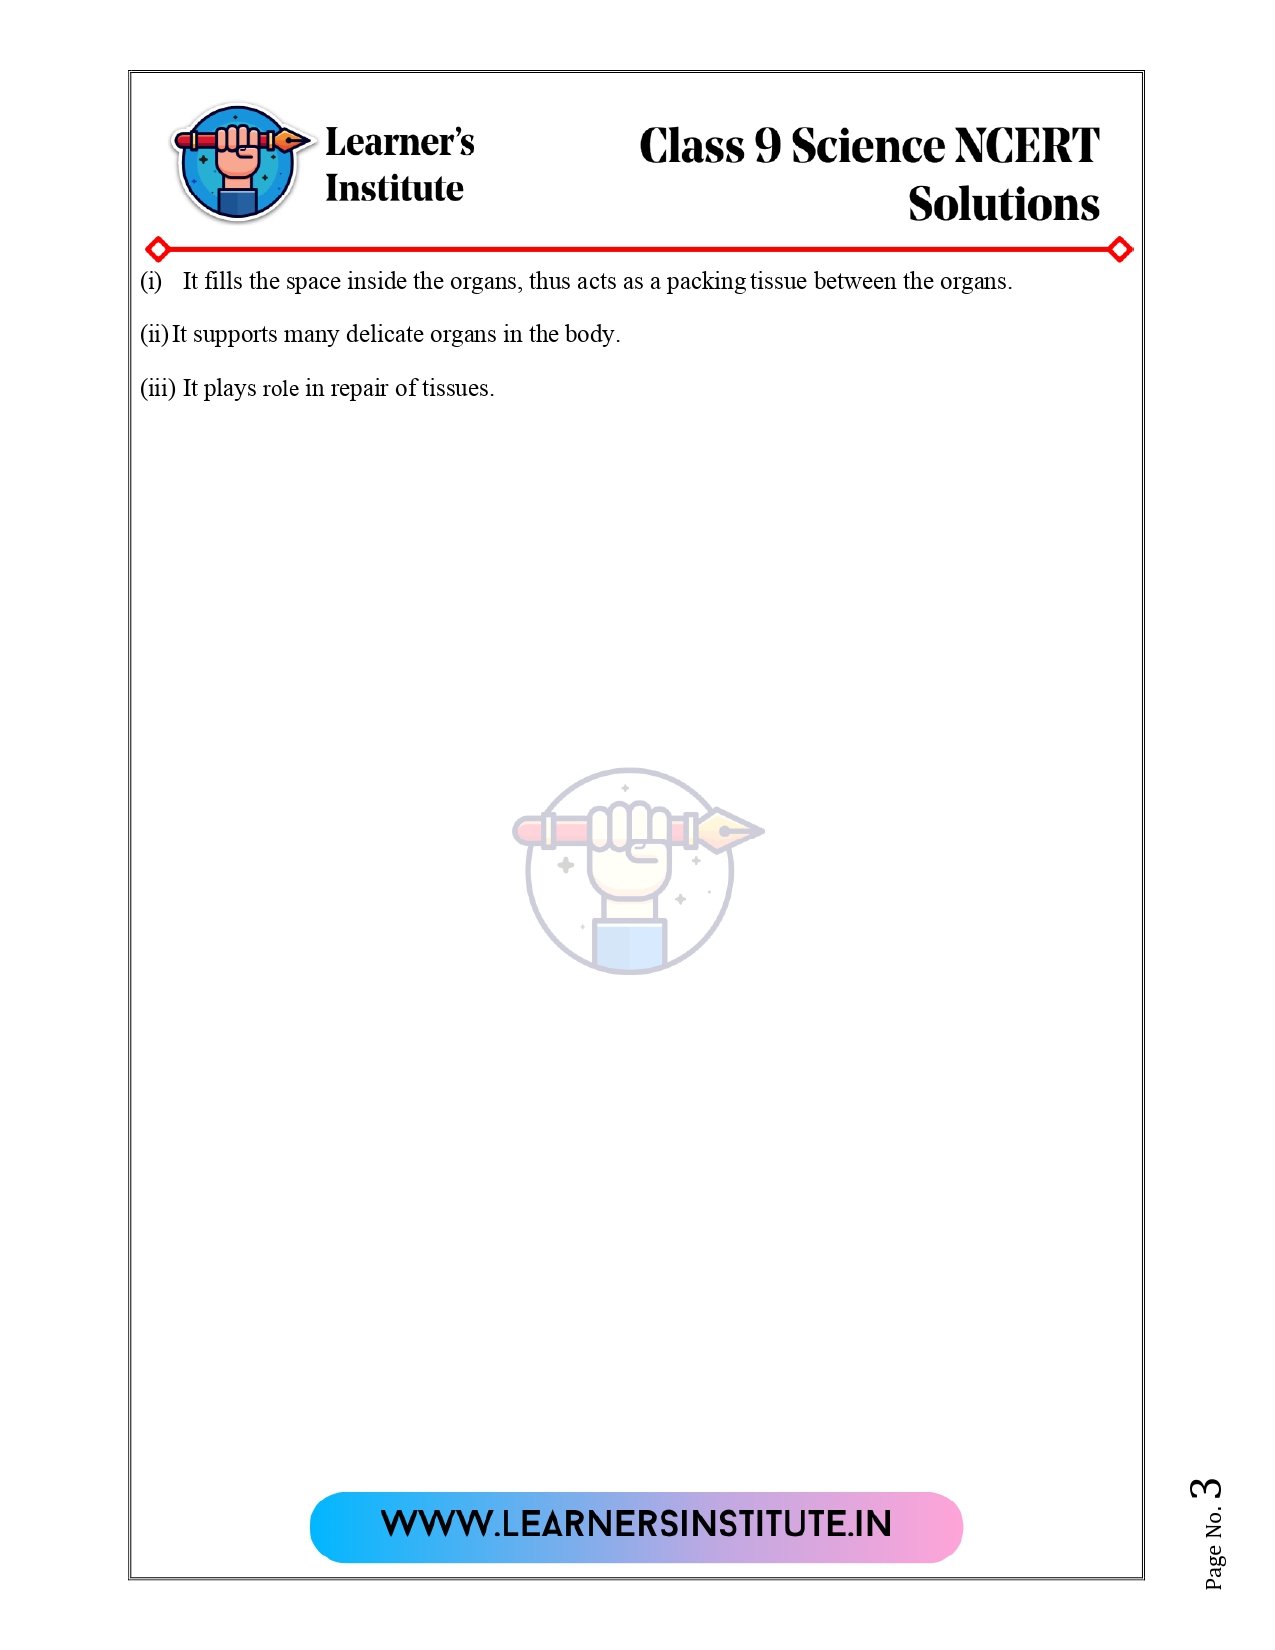 Learner's
Institute
Class 9 Science NCERT
Solutions
(i) It fills the space inside the organs, thus acts as a packing tissue between the organs.
(ii) It supports many delicate organs in the body.
(iii) It plays role in repair of tissues.
WWW.LEARNERSINSTITUTE.IN
Page No. 3